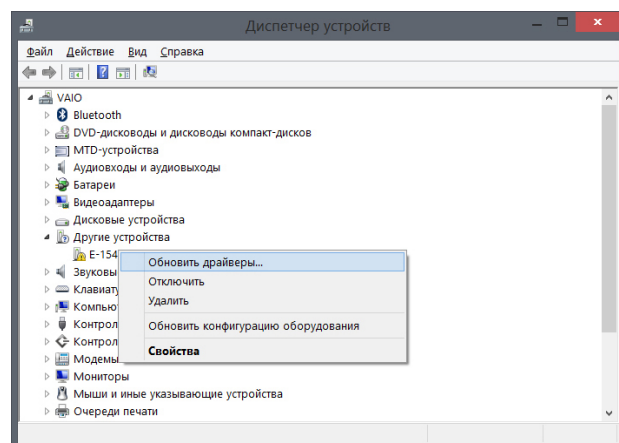 Диспетчер устройств
Файл Действие Вид Справка
VAIO
Bluetooth
DVD-дисководы и дисководы компакт-дисков
MTD-устройства
Аудиовходы и аудиовыходы
Батареи
Видеоадаптеры
Дисковые устройства
Другие устройства
E-154
Обновить драйверы...
Звуковы
Отключить
Клавиату
Удалить
Компью
Контрол
Обновить конфигурацию оборудования
Контрол
Свойства
Модемы
Мониторы
Мыши и иные указывающие устройства
Очереди печати